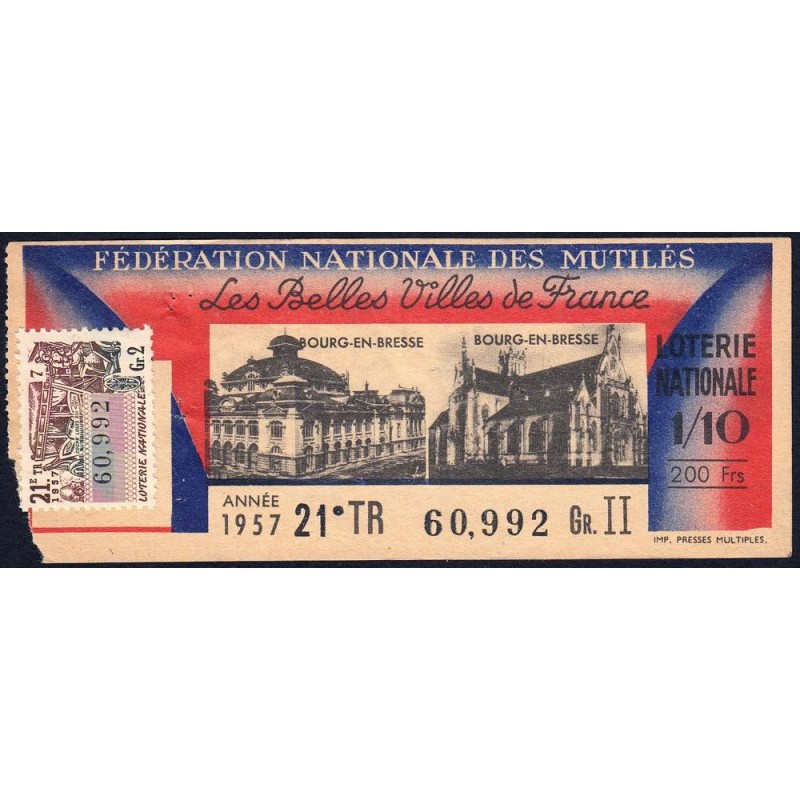 FÉDÉRATION NATIONALE DES MUTILÉS
Les Belles Villes de France
BOURG-EN-BRESSE
BOURG-EN-BRESSE
LOTERIE
NATIONALE
1/10
200 Frs
ANNÉE
1957 21e TR 60,992 GR. II
IMP. PRESSES MULTIPLES.
21E TR 7
1957
60,992
Gr. 2
LOTERIE NATIONALE